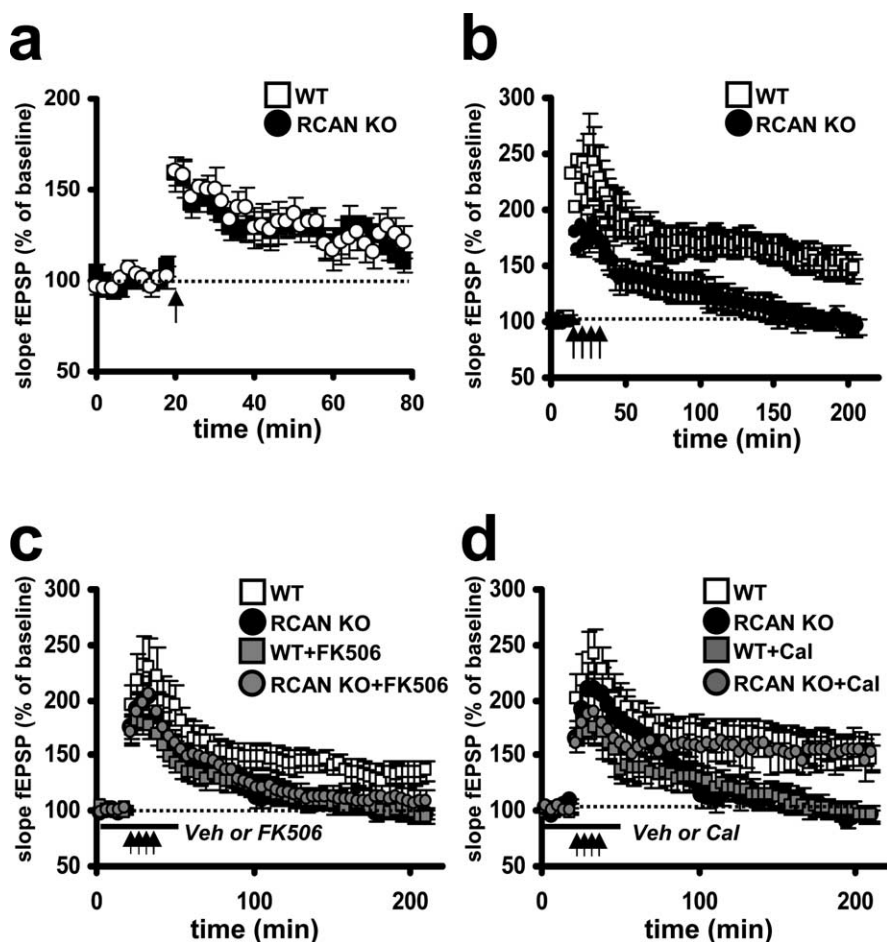 a
WT
RCAN KO
slope fEPSP (% of baseline)
200
150
100
50
0
20
40
60
80
time (min)
b
WT
RCAN KO
slope fEPSP (% of baseline)
300
250
200
150
100
50
0
50
100
150
200
time (min)
c
WT
RCAN KO
WT+FK506
RCAN KO+FK506
slope fEPSP (% of baseline)
300
250
200
150
100
50
Veh or FK506
0
100
200
time (min)
d
WT
RCAN KO
WT+Cal
RCAN KO+Cal
slope fEPSP (% of baseline)
300
250
200
150
100
50
Veh or Cal
0
100
200
time (min)